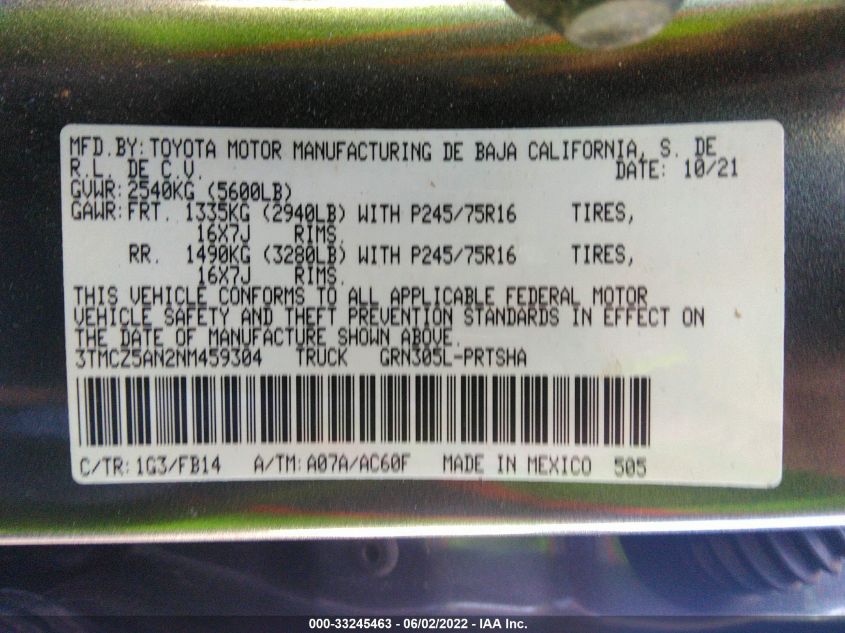 MFD.BY: TOYOTA MOTOR MANUFACTURING DE BAJA CALIFORNIA, S. DE
R.L. DE C.V. DATE: 10/21
GVWR: 2540KG (5600LB)
GAWR: FRT. 1335KG (2940LB) WITH P245/75R16 TIRES,
16X7J RIMS.
RR. 1490KG (3280LB) WITH P245/75R16 TIRES,
16X7J RIMS.
THIS VEHICLE CONFORMS TO ALL APPLICABLE FEDERAL MOTOR
VEHICLE SAFETY AND THEFT PREVENTION STANDARDS IN EFFECT ON
THE DATE OF MANUFACTURE SHOWN ABOVE.
3TMCZ5AN2NM459304 TRUCK GRN305L-PRTSHA
C/TR: 1G3/FB14 A/TM: A07A/AC60F MADE IN MEXICO 505
000-33245463 - 06/02/2022 - IAA Inc.